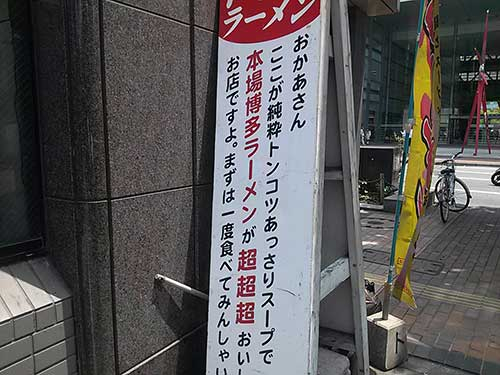 ラーメン
おかあさん
ここが純粋トンコツあっさりスープで
本場博多ラーメンが超超超おいし
お店ですよ。まずは一度食べてみんしゃい